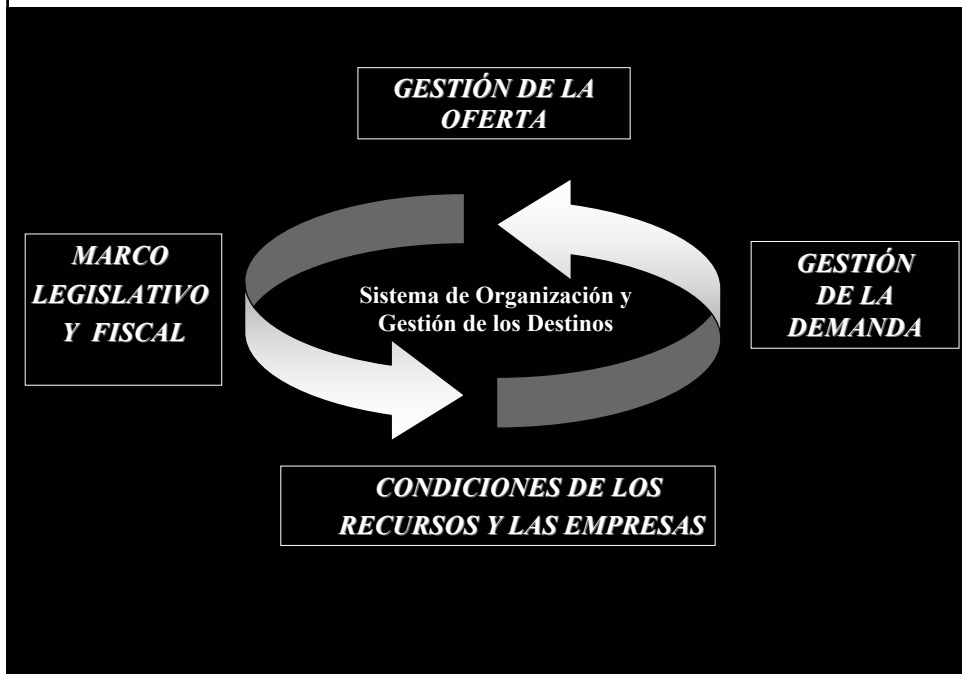 GESTIÓN DE LA
OFERTA
MARCO
LEGISLATIVO
Y FISCAL
Sistema de Organización y
Gestión de los Destinos
GESTIÓN
DE LA
DEMANDA
CONDICIONES DE LOS
RECURSOS Y LAS EMPRESAS